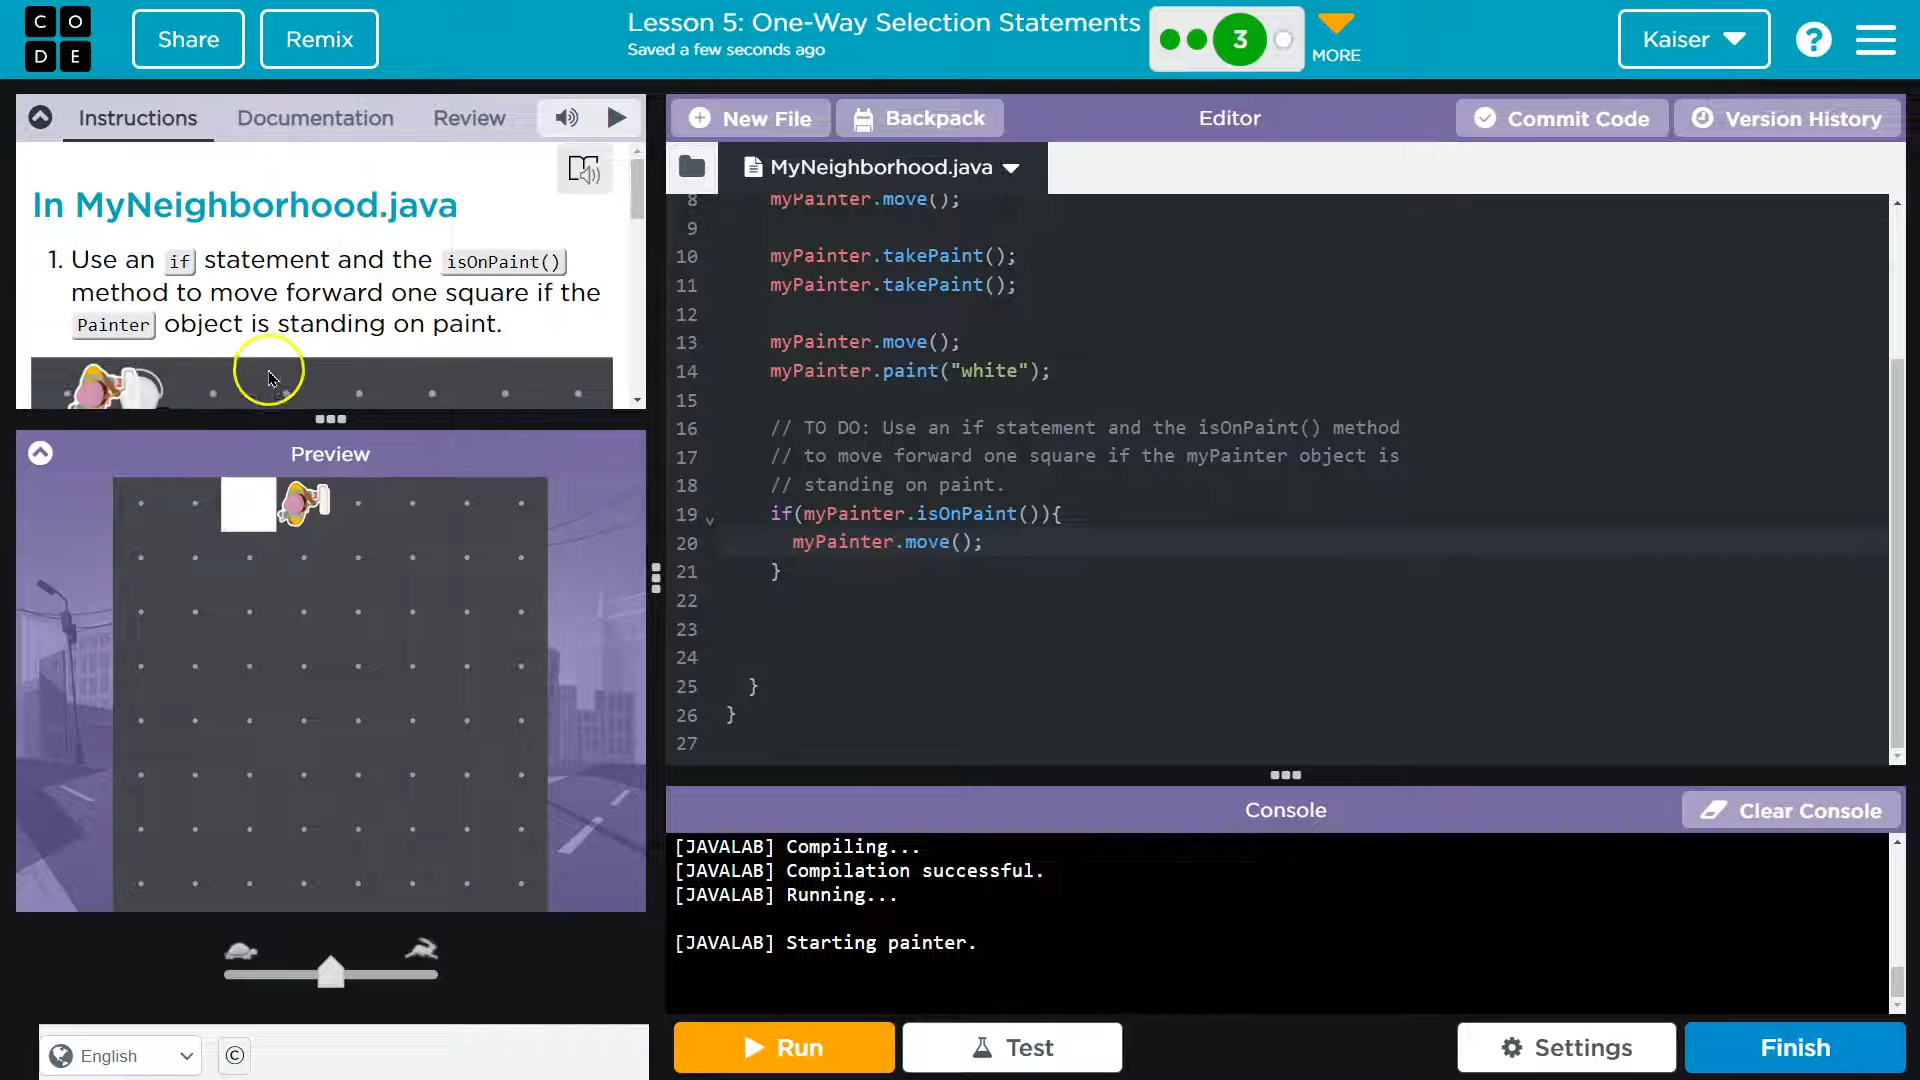 C O
D E
Share
Remix
Lesson 5: One-Way Selection Statements
Saved a few seconds ago
3
MORE
Kaiser
?
Instructions
Documentation
Review
In MyNeighborhood.java
1. Use an if statement and the isOnPaint()
method to move forward one square if the
Painter object is standing on paint.
Preview
English
©
New File
Backpack
Editor
Commit Code
Version History
MyNeighborhood.java
8 myPainter.move();
9
10 myPainter.takePaint();
11 myPainter.takePaint();
12
13 myPainter.move();
14 myPainter.paint("white");
15
16 // TO DO: Use an if statement and the isOnPaint() method
17 // to move forward one square if the myPainter object is
18 // standing on paint.
19 if(myPainter.isOnPaint()){
20 myPainter.move();
21 }
22
23
24
25 }
26 }
27
Console
Clear Console
[JAVALAB] Compiling...
[JAVALAB] Compilation successful.
[JAVALAB] Running...
[JAVALAB] Starting painter.
Run
Test
Settings
Finish